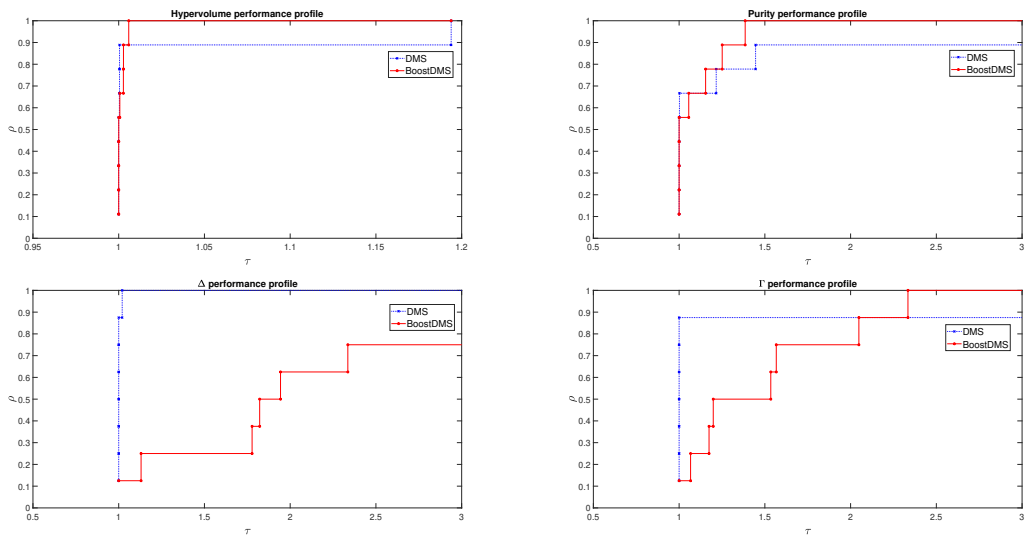 Hypervolume performance profile
1
0.9
0.8
0.7
0.6
0.5
0.4
0.3
0.2
0.1
0
ρ
DMS
BoostDMS
0.95 1 1.05 1.1 1.15 1.2
τ
Purity performance profile
1
0.9
0.8
0.7
0.6
0.5
0.4
0.3
0.2
0.1
0
ρ
DMS
BoostDMS
0.5 1 1.5 2 2.5 3
τ
Δ performance profile
1
0.9
0.8
0.7
0.6
0.5
0.4
0.3
0.2
0.1
0
ρ
DMS
BoostDMS
0.5 1 1.5 2 2.5 3
τ
Γ performance profile
1
0.9
0.8
0.7
0.6
0.5
0.4
0.3
0.2
0.1
0
ρ
DMS
BoostDMS
0.5 1 1.5 2 2.5 3
τ